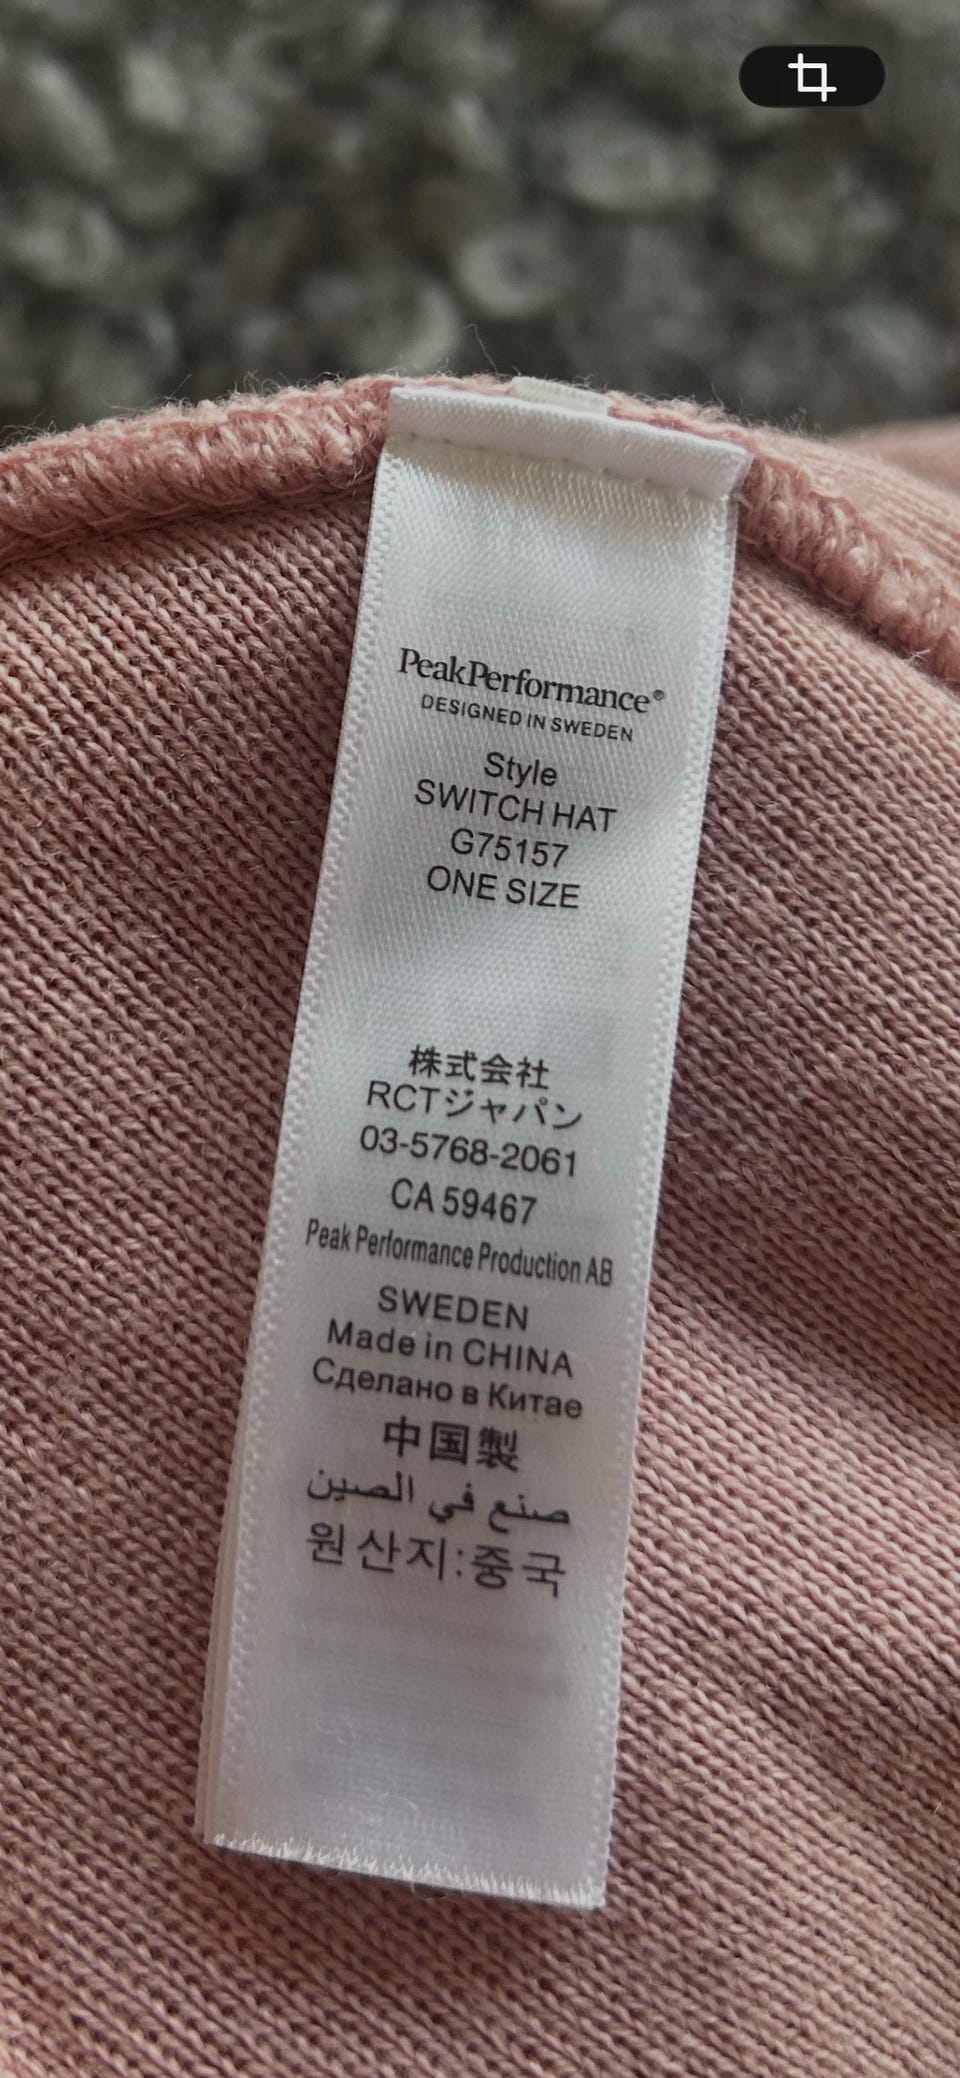 PeakPerformance®
DESIGNED IN SWEDEN
Style
SWITCH HAT
G75157
ONE SIZE
株式会社
RCTジャパン
03-5768-2061
CA 59467
Peak Performance Production AB
SWEDEN
Made in CHINA
Сделано в Китае
中国製
صنع في الصين
원산지:중국